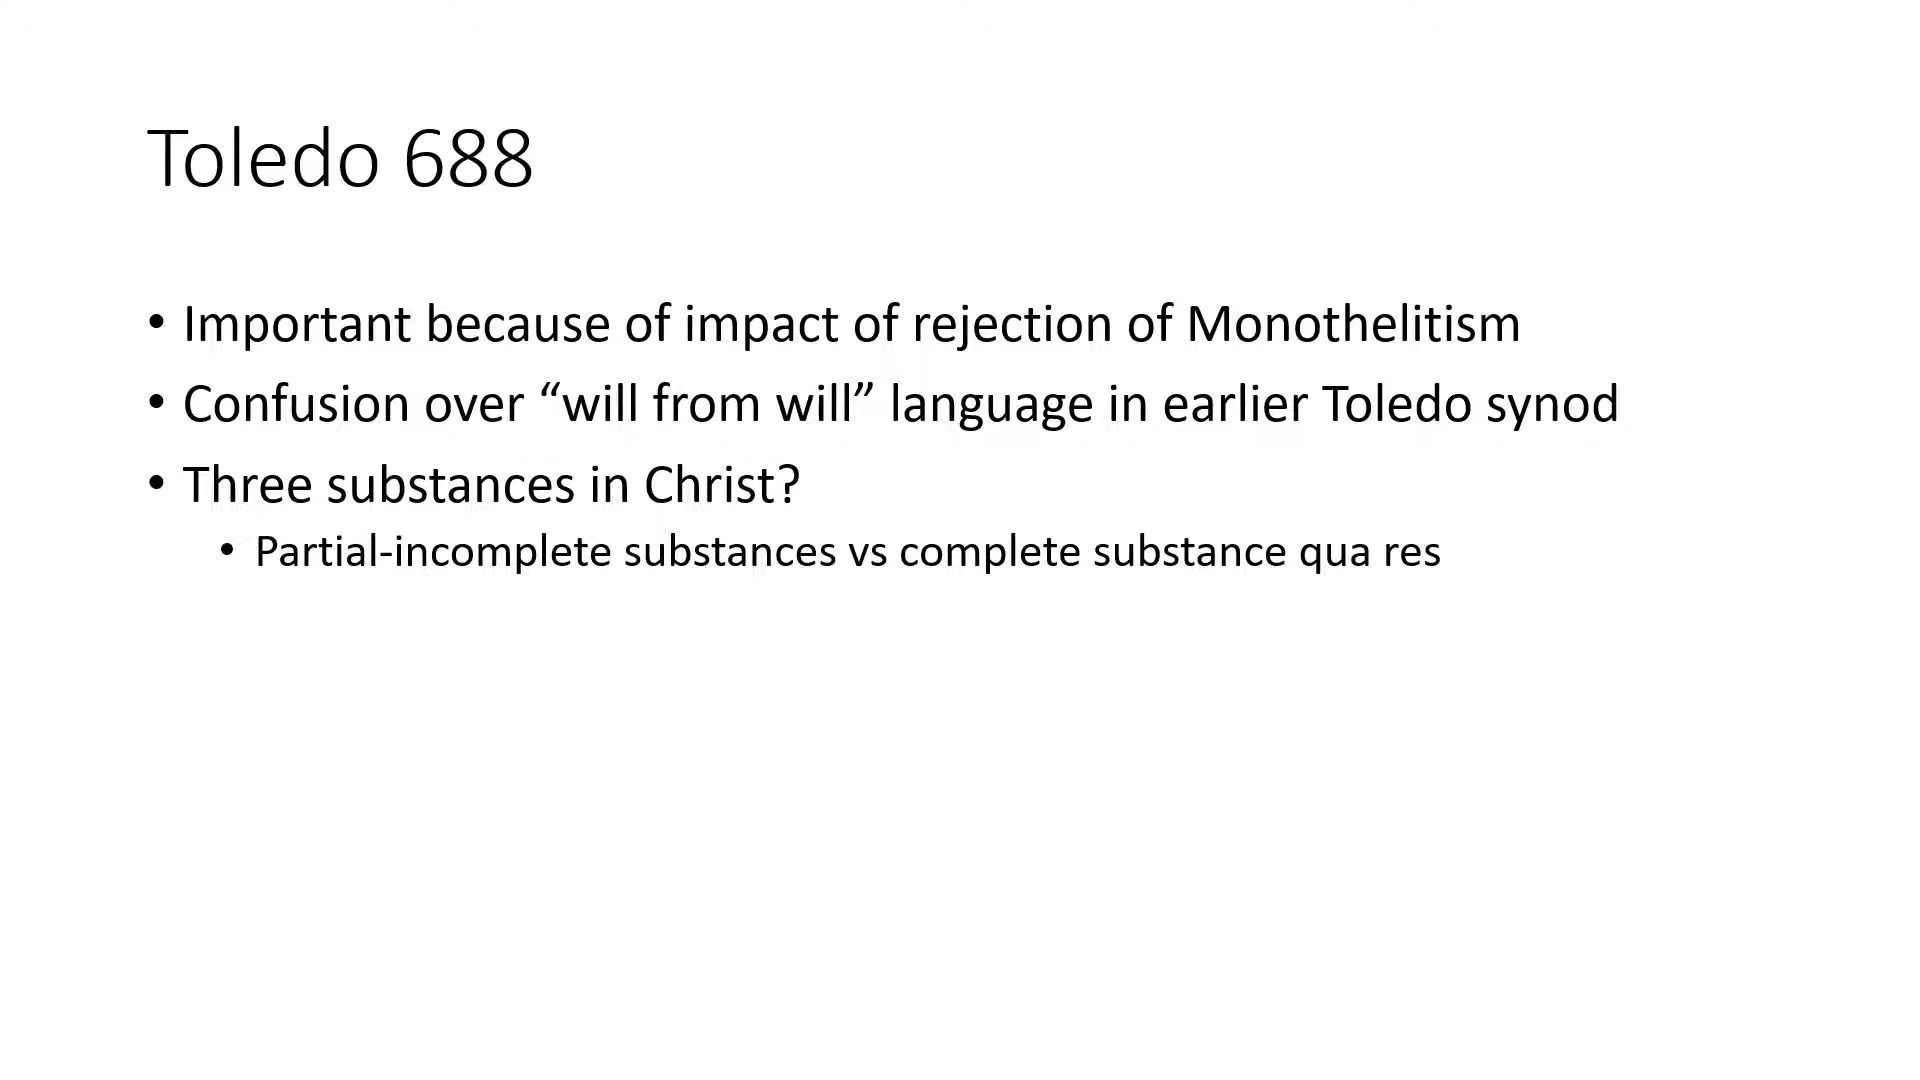 Toledo 688
• Important because of impact of rejection of Monothelitism
• Confusion over “will from will” language in earlier Toledo synod
• Three substances in Christ?
• Partial-incomplete substances vs complete substance qua res